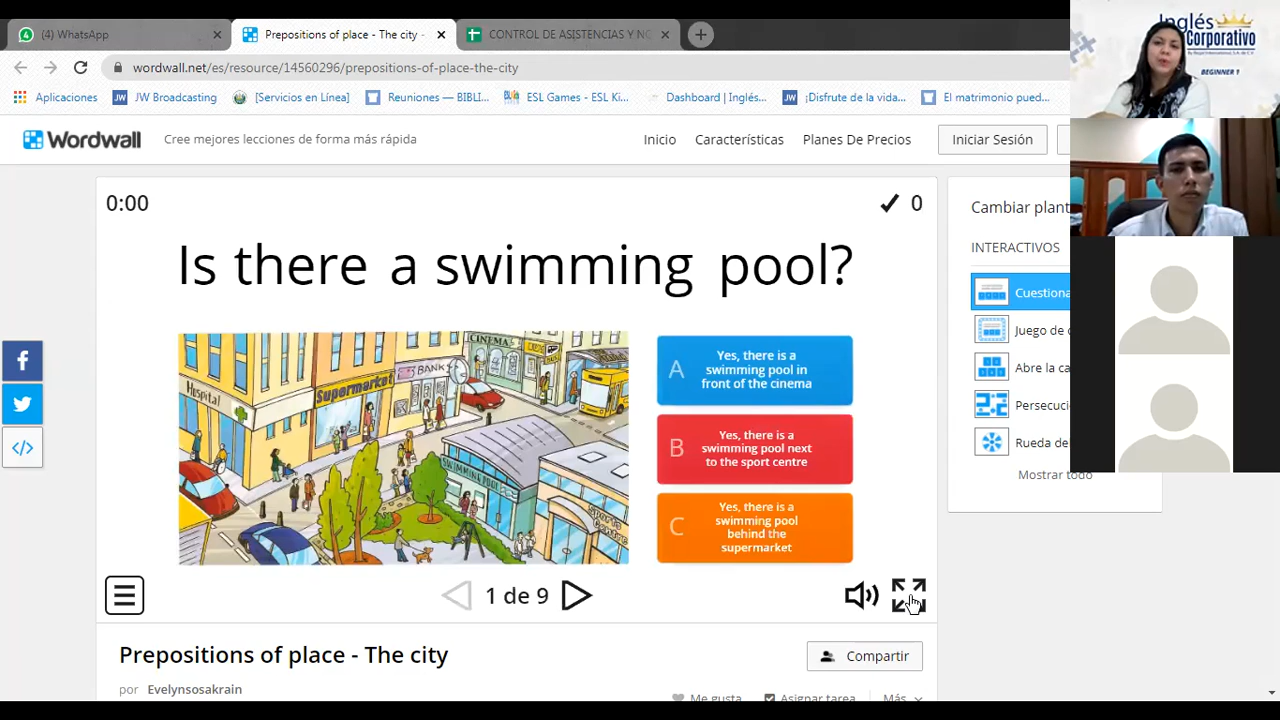 (4) WhatsApp
Prepositions of place - The city -
CONTROL DE ASISTENCIAS Y NO
wordwall.net/es/resource/14560296/prepositions-of-place-the-city
Aplicaciones
JW Broadcasting
[Servicios en Línea]
Reuniones — BIBLI...
ESL Games - ESL Ki...
Dashboard | Inglés...
¡Disfrute de la vida...
El matrimonio pued...
Inglés
Corporativo
BEGINNER 1
Wordwall
Cree mejores lecciones de forma más rápida
Inicio
Características
Planes De Precios
Iniciar Sesión
0:00
0
Is there a swimming pool?
Hospital
Supermarket
BANK
CINEMA
SWIMMING POOL
A
Yes, there is a
swimming pool in
front of the cinema
B
Yes, there is a
swimming pool next
to the sport centre
C
Yes, there is a
swimming pool
behind the
supermarket
1 de 9
Cambiar plant
INTERACTIVOS
Cuestiona
Juego de c
Abre la ca
Persecuci
Rueda de
Mostrar todo
Prepositions of place - The city
Compartir
por Evelynsosakrain
Me gusta
Asignar tarea
Más